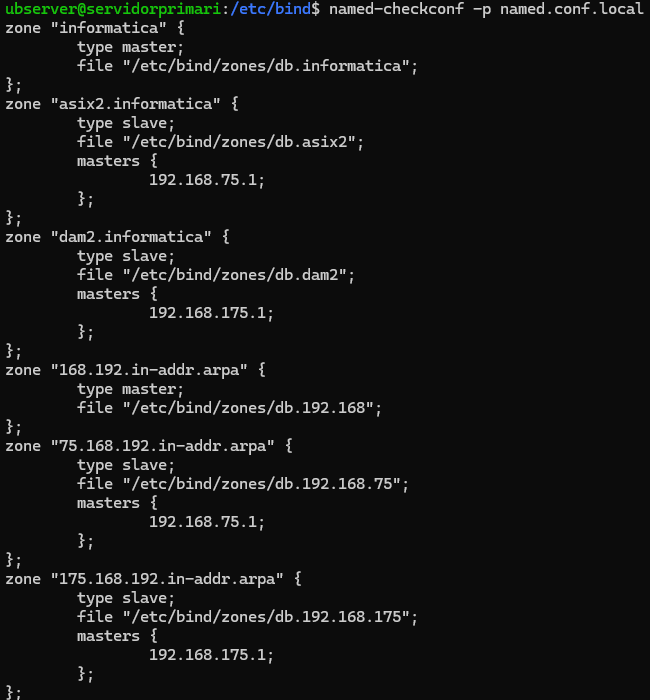 ubserver@servidorprimari:/etc/bind$ named-checkconf -p named.conf.local
zone "informatica" {
        type master;
        file "/etc/bind/zones/db.informatica";
};
zone "asix2.informatica" {
        type slave;
        file "/etc/bind/zones/db.asix2";
        masters {
                192.168.75.1;
        };
};
zone "dam2.informatica" {
        type slave;
        file "/etc/bind/zones/db.dam2";
        masters {
                192.168.175.1;
        };
};
zone "168.192.in-addr.arpa" {
        type master;
        file "/etc/bind/zones/db.192.168";
};
zone "75.168.192.in-addr.arpa" {
        type slave;
        file "/etc/bind/zones/db.192.168.75";
        masters {
                192.168.75.1;
        };
};
zone "175.168.192.in-addr.arpa" {
        type slave;
        file "/etc/bind/zones/db.192.168.175";
        masters {
                192.168.175.1;
        };
};